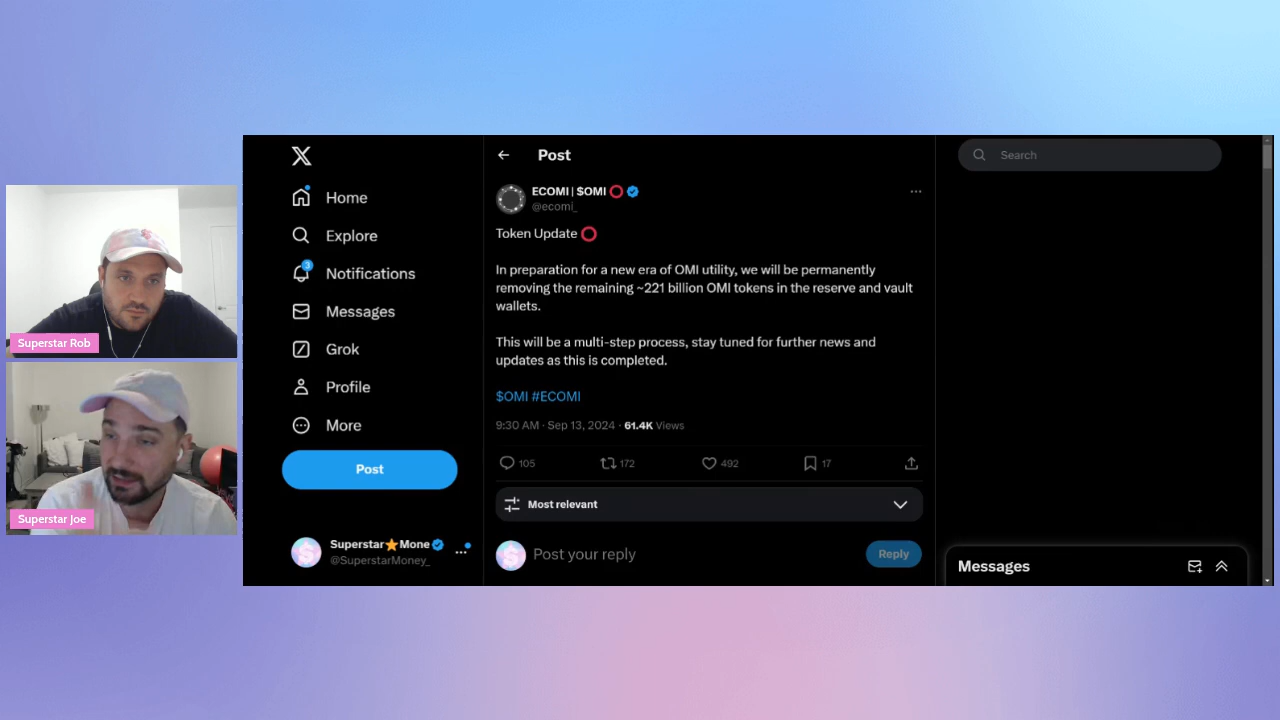 Superstar Rob
Superstar Joe
Home
Explore
3
Notifications
Messages
Grok
Profile
More
Post
Superstar⭐Mone
@SuperstarMoney_
Post
ECOMI | $OMI ⭕
@ecomi_
Token Update ⭕
In preparation for a new era of OMI utility, we will be permanently
removing the remaining ~221 billion OMI tokens in the reserve and vault
wallets.
This will be a multi-step process, stay tuned for further news and
updates as this is completed.
$OMI #ECOMI
9:30 AM · Sep 13, 2024 · 61.4K Views
105 172 492 17
Most relevant
Post your reply
Reply
Search
Messages